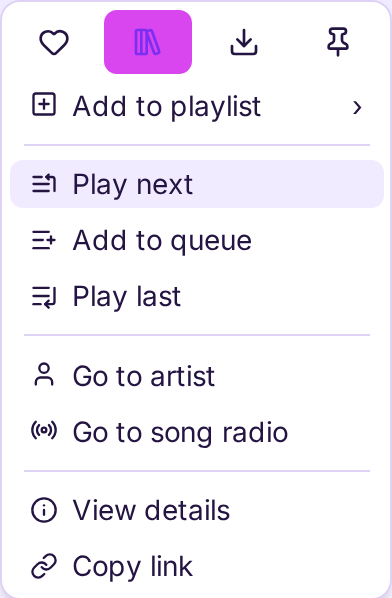 Add to playlist
Play next
Add to queue
Play last
Go to artist
Go to song radio
View details
Copy link